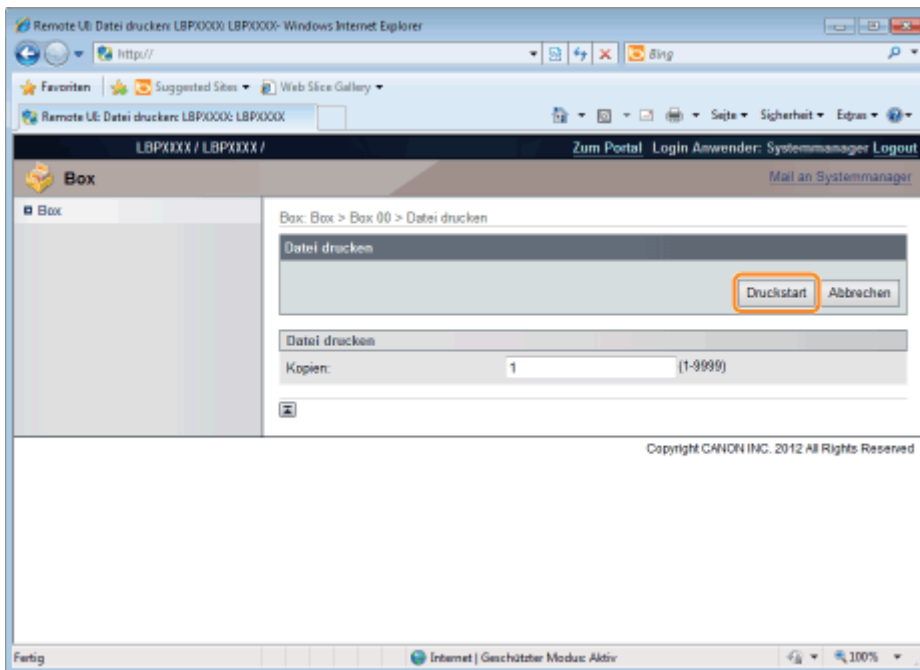 Remote UI: Datei drucken: LBPXXXX: LBPXXXX - Windows Internet Explorer
http://
Bing
Favoriten Suggested Sites Web Slice Gallery
Remote UI: Datei drucken: LBPXXXX: LBPXXXX Seite Sicherheit Extras
LBPXXXX / LBPXXXX / Zum Portal Login Anwender: Systemmanager Logout
Box Mail an Systemmanager
Box
Box: Box > Box 00 > Datei drucken
Datei drucken
Druckstart Abbrechen
Datei drucken
Kopien: 1 (1-9999)
Copyright CANON INC. 2012 All Rights Reserved
Fertig Internet | Geschützter Modus: Aktiv 100%